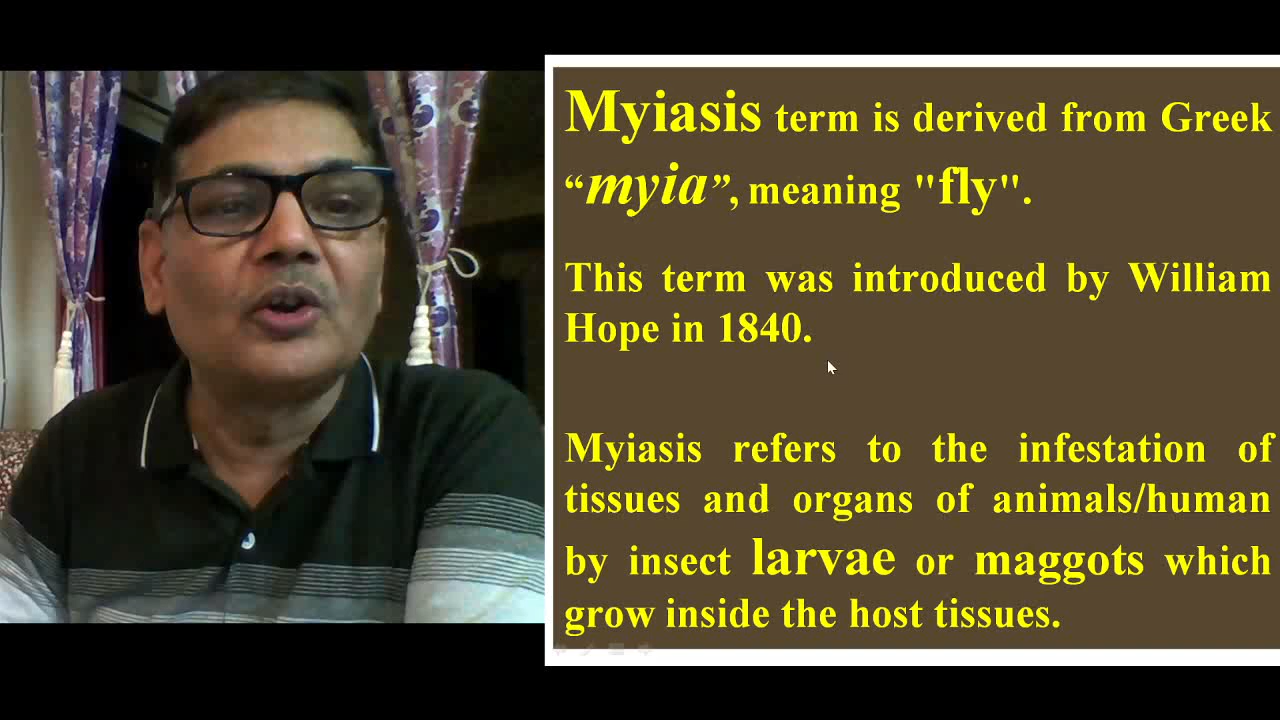 Myiasis term is derived from Greek
“myia”, meaning "fly".
This term was introduced by William
Hope in 1840.
Myiasis refers to the infestation of
tissues and organs of animals/human
by insect larvae or maggots which
grow inside the host tissues.